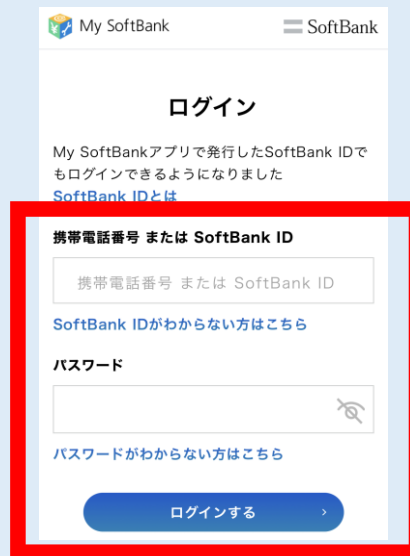 My SoftBank
SoftBank
ログイン
My SoftBankアプリで発行したSoftBank IDで
もログインできるようになりました
SoftBank IDとは
携帯電話番号 または SoftBank ID
携帯電話番号 または SoftBank ID
SoftBank IDがわからない方はこちら
パスワード
パスワードがわからない方はこちら
ログインする